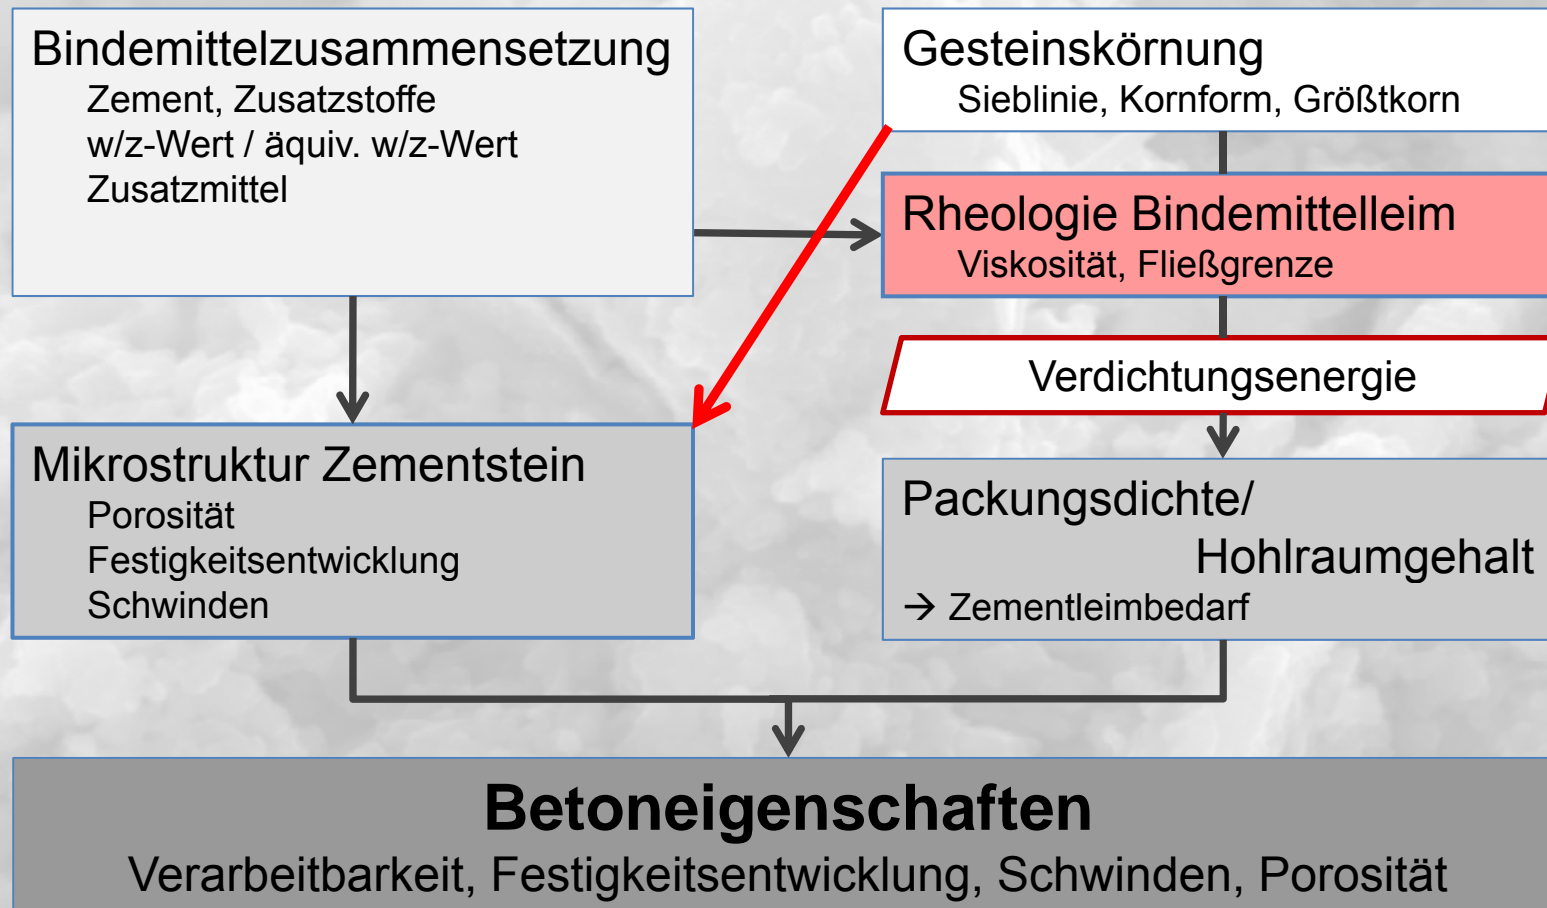 Bindemittelzusammensetzung
Zement, Zusatzstoffe
w/z-Wert / äquiv. w/z-Wert
Zusatzmittel
Gesteinskörnung
Sieblinie, Kornform, Größtkorn
Rheologie Bindemittelleim
Viskosität, Fließgrenze
Verdichtungsenergie
Mikrostruktur Zementstein
Porosität
Festigkeitsentwicklung
Schwinden
Packungsdichte/
Hohlraumgehalt
→ Zementleimbedarf
Betoneigenschaften
Verarbeitbarkeit, Festigkeitsentwicklung, Schwinden, Porosität